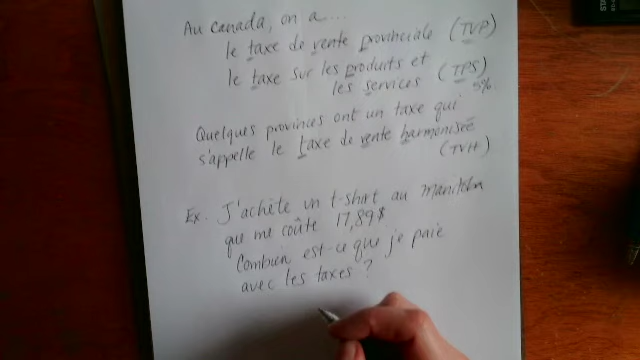 Au Canada, on a...
le taxe de vente provinciale (TVP)
le taxe sur les produits et
les services (TPS)
5%
Quelques provinces ont un taxe qui
s'appelle le taxe de vente harmonisée
(TVH)
Ex. J'achète un t-shirt au Manitoba
que me coûte 17,89$
Combien est-ce que je paie
avec les taxes?